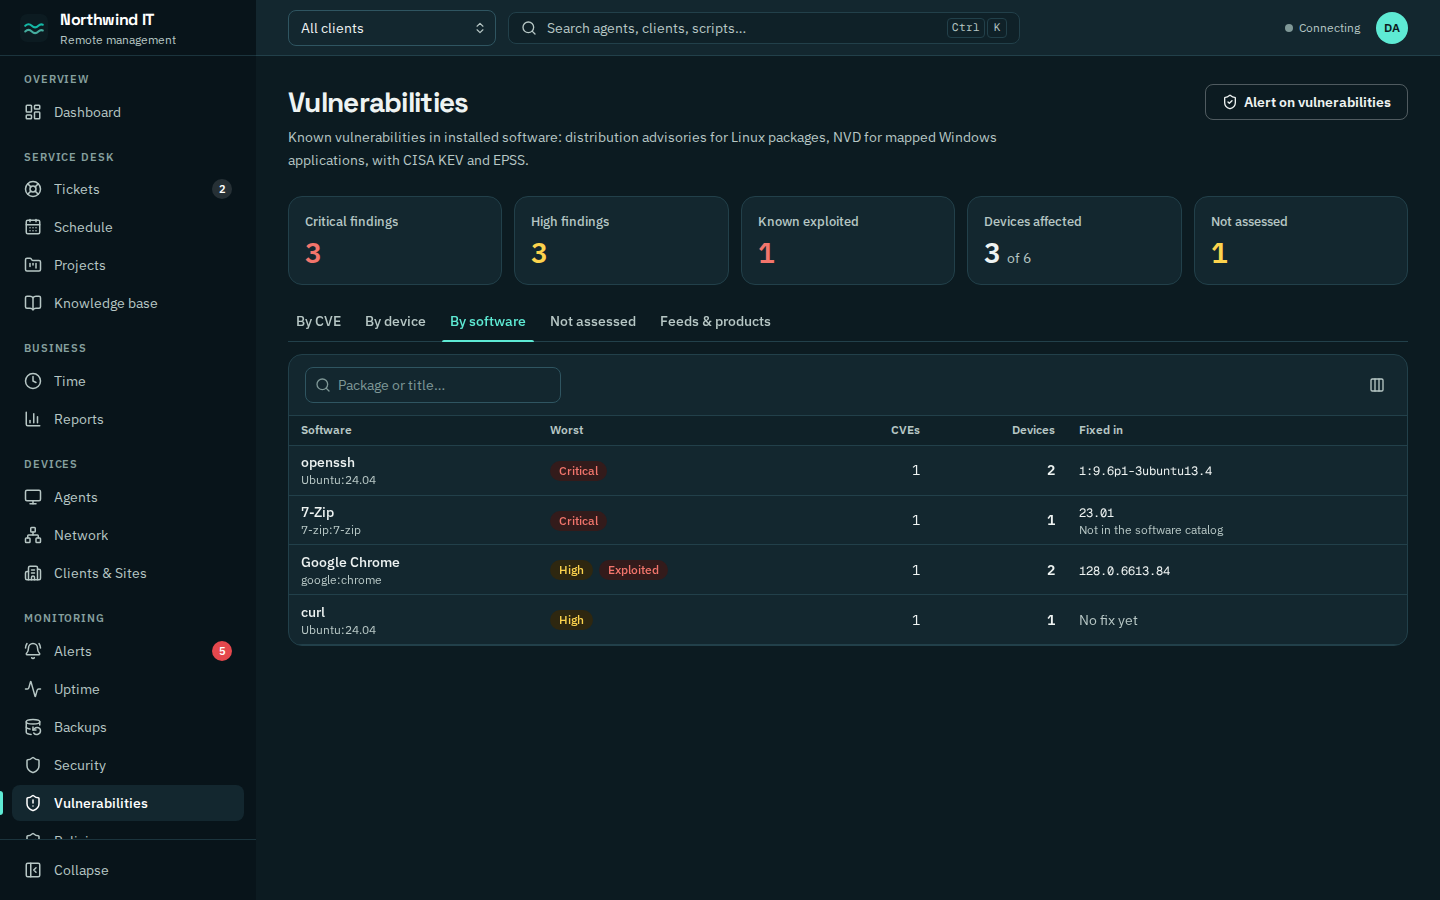 Northwind IT
Remote management
All clients
Search agents, clients, scripts...
Ctrl K
Connecting
DA
OVERVIEW
Dashboard
SERVICE DESK
Tickets 2
Schedule
Projects
Knowledge base
BUSINESS
Time
Reports
DEVICES
Agents
Network
Clients & Sites
MONITORING
Alerts 5
Uptime
Backups
Security
Vulnerabilities
Collapse
Vulnerabilities
Alert on vulnerabilities
Known vulnerabilities in installed software: distribution advisories for Linux packages, NVD for mapped Windows
applications, with CISA KEV and EPSS.
Critical findings
3
High findings
3
Known exploited
1
Devices affected
3 of 6
Not assessed
1
By CVE By device By software Not assessed Feeds & products
Package or title...
Software Worst CVEs Devices Fixed in
openssh
Ubuntu:24.04
Critical 1 2 1:9.6p1-3ubuntu13.4
7-Zip
7-zip:7-zip
Critical 1 1 23.01
Not in the software catalog
Google Chrome
google:chrome
High Exploited 1 2 128.0.6613.84
curl
Ubuntu:24.04
High 1 1 No fix yet